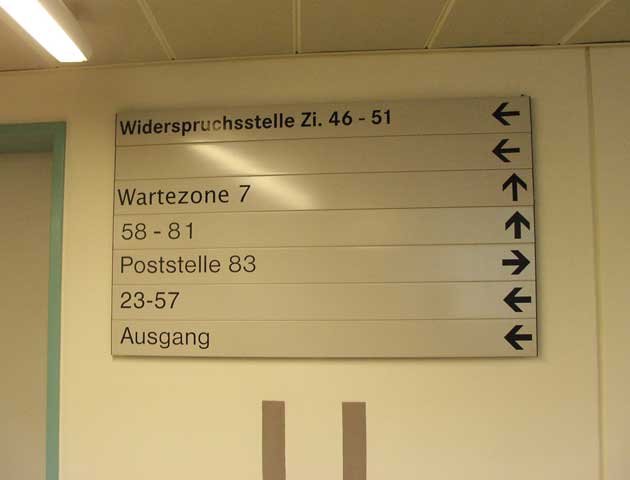 Widerspruchsstelle Zi. 46 - 51 ←
←
Wartezone 7 ↑
58 - 81 ↑
Poststelle 83 →
23-57 ←
Ausgang ←